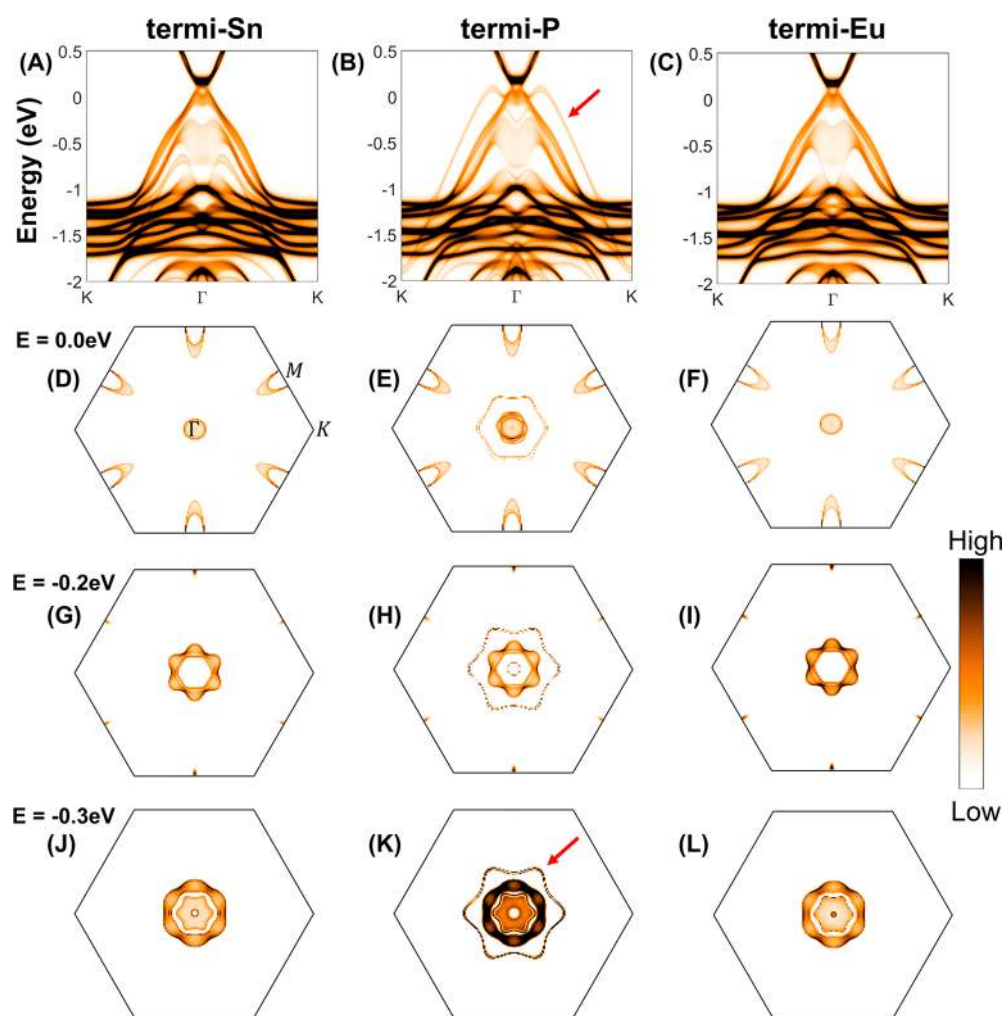 termi-Sn termi-P termi-Eu
(A) (B) (C)
0.5 0.5 0.5
0 0 0
-0.5 -0.5 -0.5
-1 -1 -1
-1.5 -1.5 -1.5
-2 -2 -2
Energy (eV)
K Γ K K Γ K K Γ K
E = 0.0eV
(D) M (E) (F)
Γ K
E = -0.2eV
(G) (H) (I)
High
Low
E = -0.3eV
(J) (K) (L)